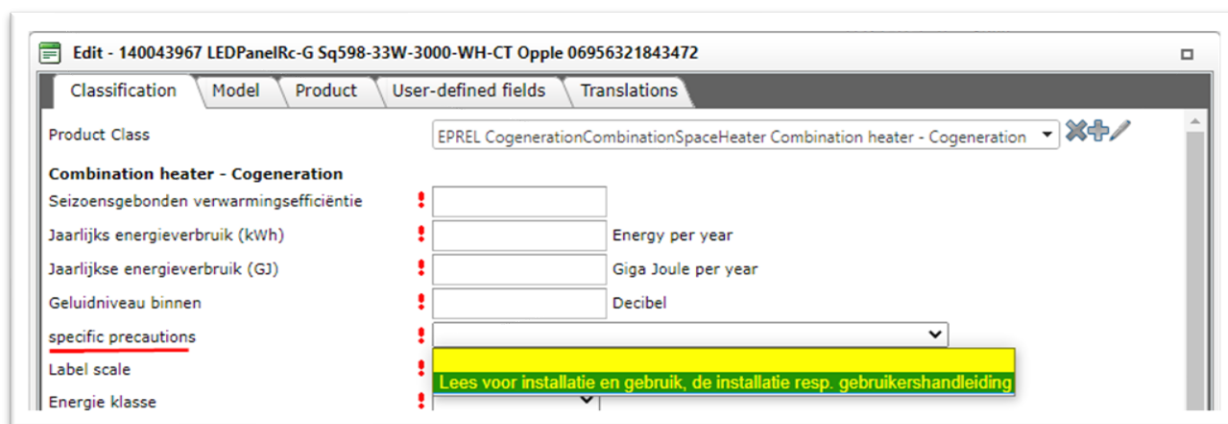 Edit - 140043967 LEDPanelRc-G Sq598-33W-3000-WH-CT Opple 06956321843472
Classification Model Product User-defined fields Translations
Product Class EPREL CogenerationCombinationSpaceHeater Combination heater - Cogeneration
Combination heater - Cogeneration
Seizoensgebonden verwarmingsefficiëntie
Jaarlijks energieverbruik (kWh) Energy per year
Jaarlijkse energieverbruik (GJ) Giga Joule per year
Geluidniveau binnen Decibel
specific precautions
Label scale
Lees voor installatie en gebruik, de installatie resp. gebruikershandleiding
Energie klasse